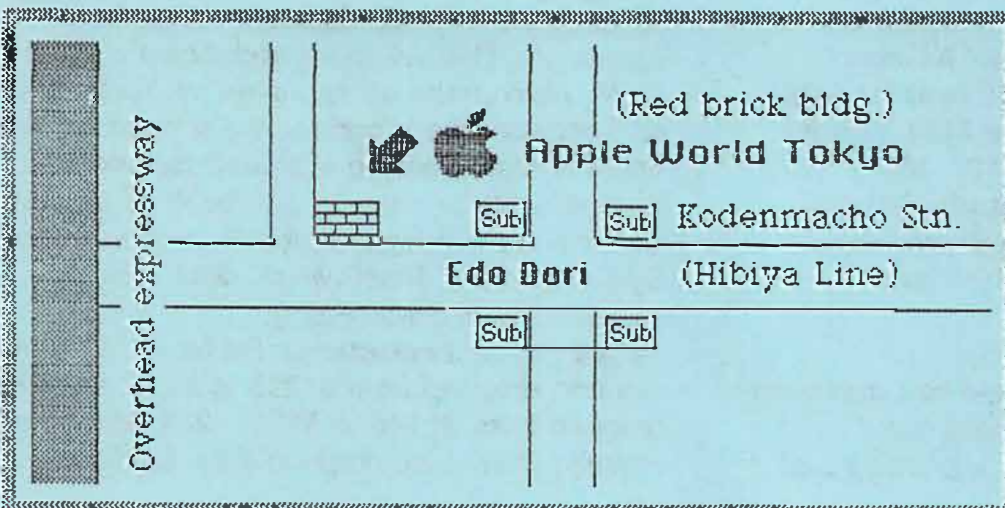 (Red brick bldg.)
Apple World Tokyo
Sub
Sub
Kodenmacho Stn.
Edo Dori
(Hibiya Line)
Sub
Sub
Overhead expressway